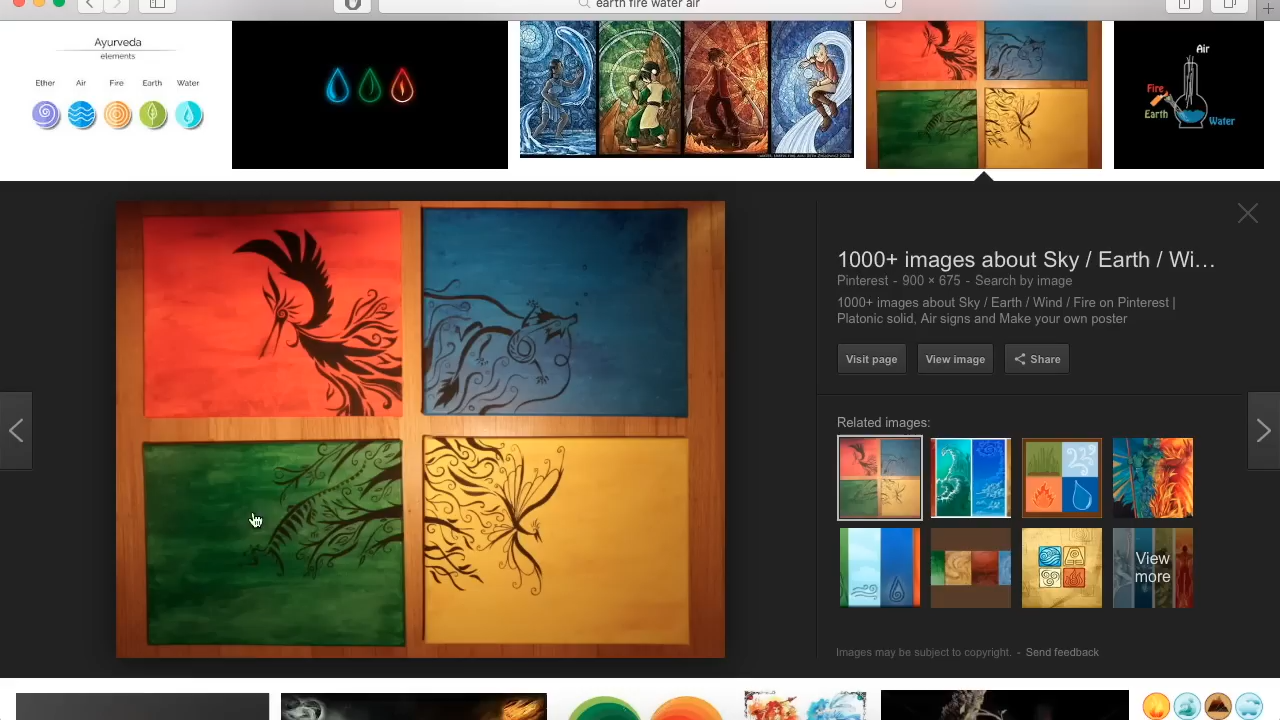 earth fire water air
Ayurveda
elements
Ether Air Fire Earth Water
Air
Fire
Earth
Water
1000+ images about Sky / Earth / Wi…
Pinterest - 900 × 675 - Search by image
1000+ images about Sky / Earth / Wind / Fire on Pinterest |
Platonic solid, Air signs and Make your own poster
Visit page View image Share
Related images:
View
more
Images may be subject to copyright. - Send feedback